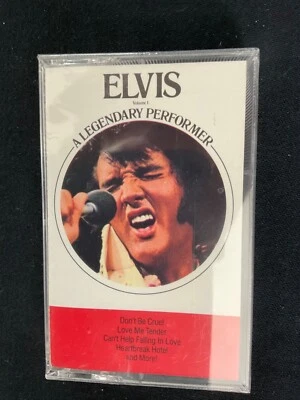 ELVIS
Volume 1
A LEGENDARY PERFORMER
Don't Be Cruel
Love Me Tender
Can't Help Falling In Love
Heartbreak Hotel
and More!